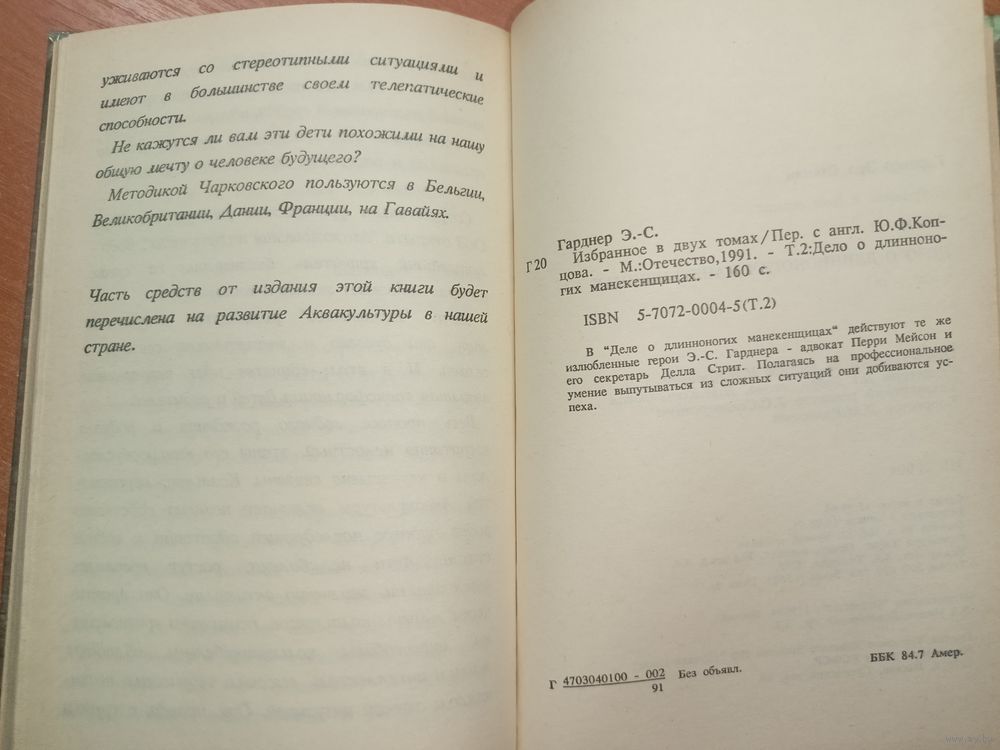 уживаются со стереотипными ситуациями и
имеют в большинстве своем телепатические
способности.
Не кажутся ли вам эти дети похожими на нашу
общую мечту о человеке будущего?
Методикой Чарковского пользуются в Бельгии,
Великобритании, Дании, Франции, на Гавайях.
Часть средств от издания этой книги будет
перечислена на развитие Аквакультуры в нашей
стране.
Гарднер Э.-С.
Г20 Избранное в двух томах/Пер. с англ. Ю.Ф.Коп-
цова. - М.:Отечество,1991. - Т.2:Дело о длинноно-
гих манекенщицах. - 160 с.
ISBN 5-7072-0004-5(Т.2)
В "Деле о длинноногих манекенщицах" действуют те же
излюбленные герои Э.-С. Гарднера - адвокат Перри Мейсон и
его секретарь Делла Стрит. Полагаясь на профессиональное
умение выпутываться из сложных ситуаций они добиваются ус-
пеха.
Г 4703040100 - 002 Без объявл.
91
ББК 84.7 Амер.